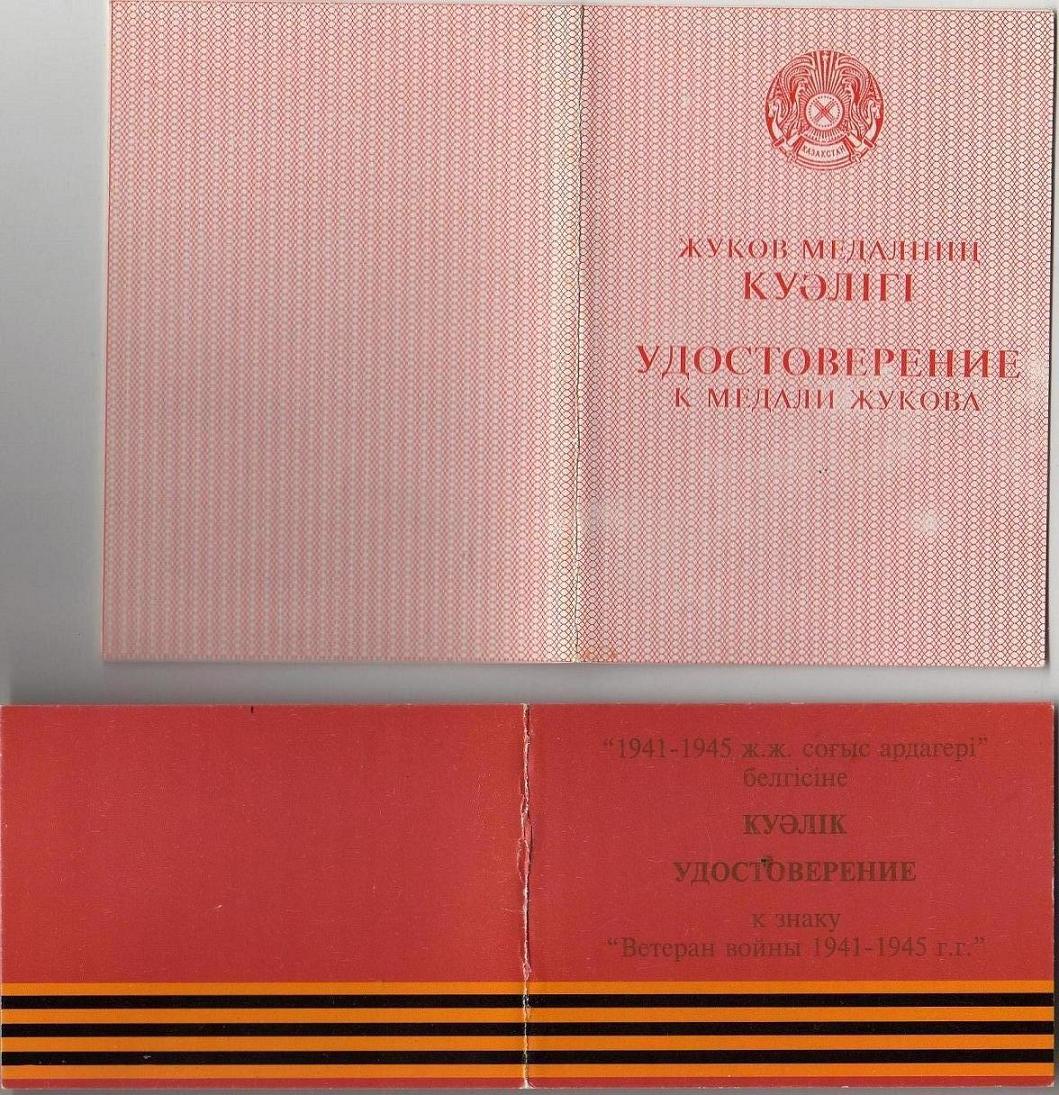 ҚАЗАҚСТАН
ЖУКОВ МЕДАЛІНІҢ
КУӘЛІГІ
УДОСТОВЕРЕНИЕ
К МЕДАЛИ ЖУКОВА
“1941-1945 ж.ж. соғыс ардагері”
белгісіне
КУӘЛІК
УДОСТОВЕРЕНИЕ
к знаку
“Ветеран войны 1941-1945 г.г.”